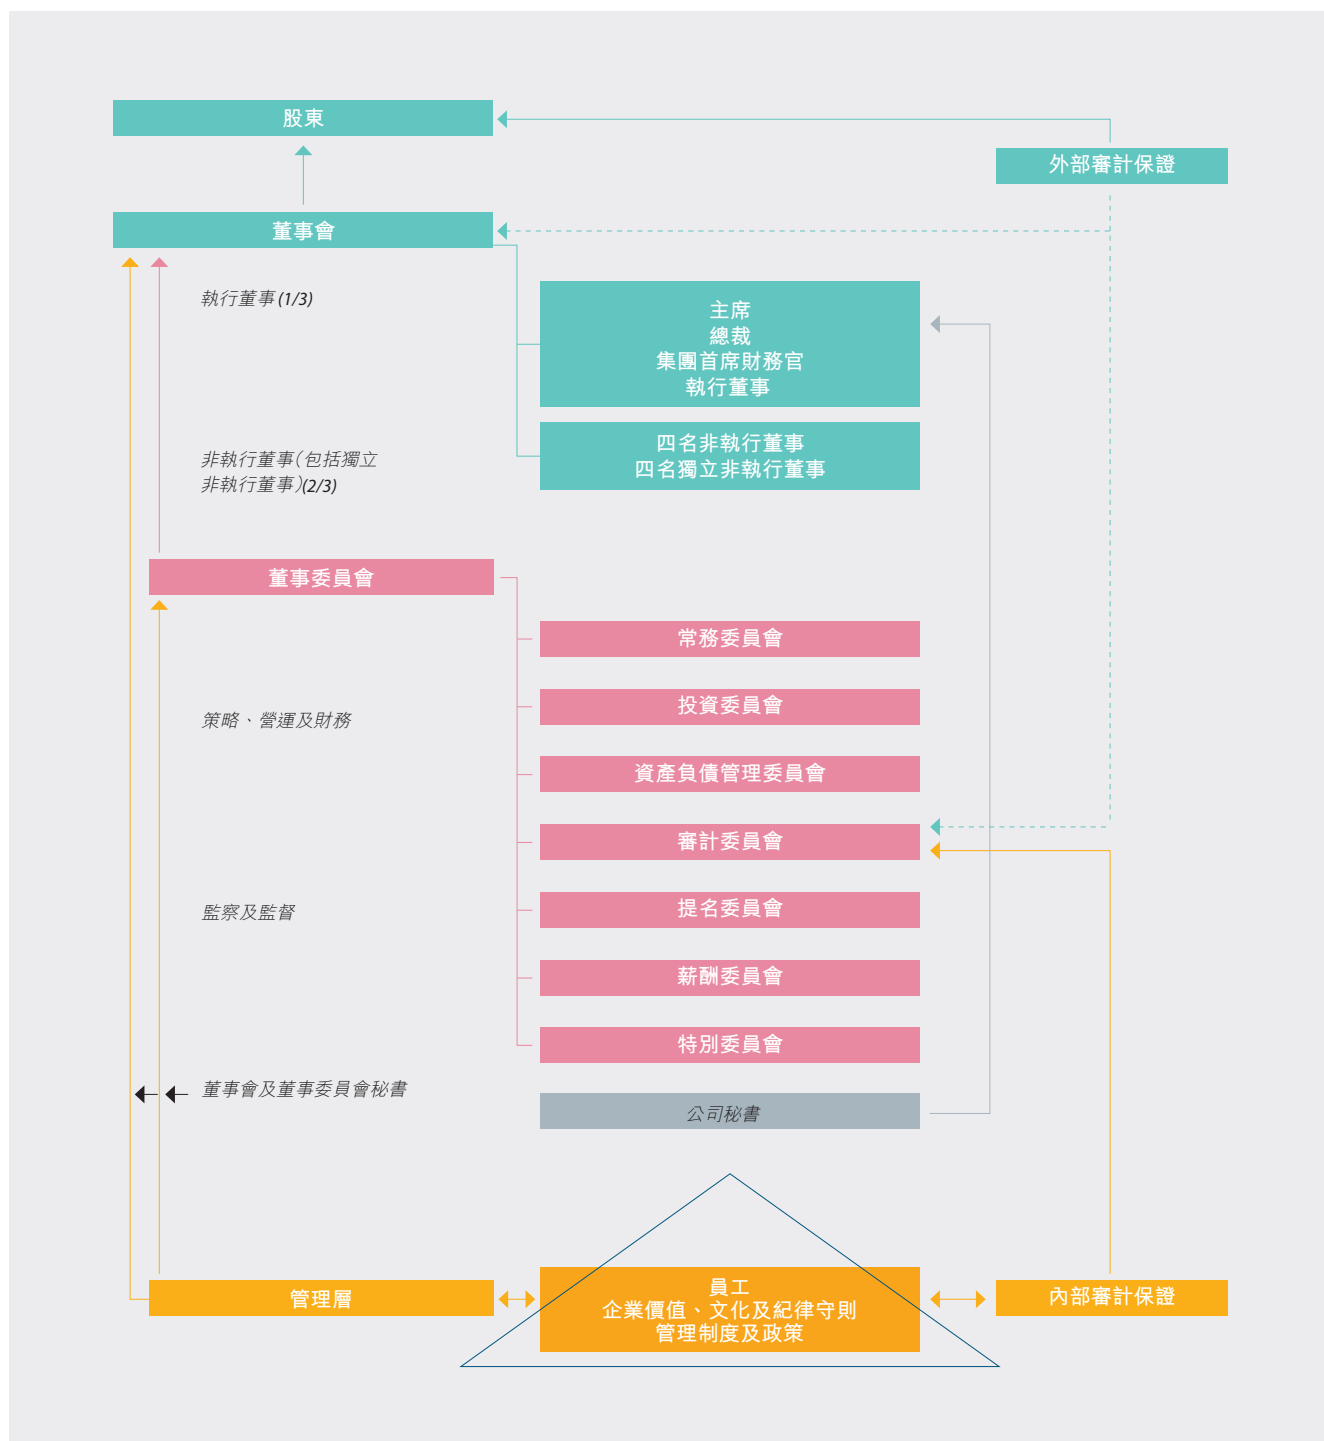 股東
外部審計保證
董事會
執行董事 (1/3)
主席
總裁
集團首席財務官
執行董事
非執行董事（包括獨立
非執行董事）(2/3)
四名非執行董事
四名獨立非執行董事
董事委員會
常務委員會
投資委員會
策略、營運及財務
資產負債管理委員會
審計委員會
監察及監督
提名委員會
薪酬委員會
特別委員會
董事會及董事委員會秘書
公司秘書
管理層
員工
企業價值、文化及紀律守則
管理制度及政策
內部審計保證